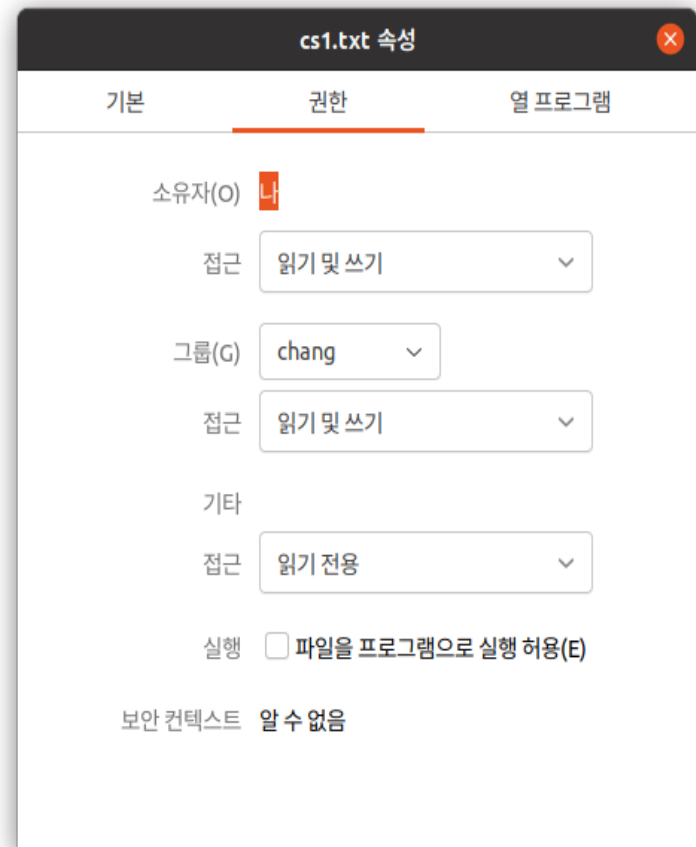 cs1.txt 속성
기본 권한 열 프로그램
소유자(O) 나
접근 읽기 및 쓰기
그룹(G) chang
접근 읽기 및 쓰기
기타
접근 읽기 전용
실행 파일을 프로그램으로 실행 허용(E)
보안 컨텍스트 알 수 없음